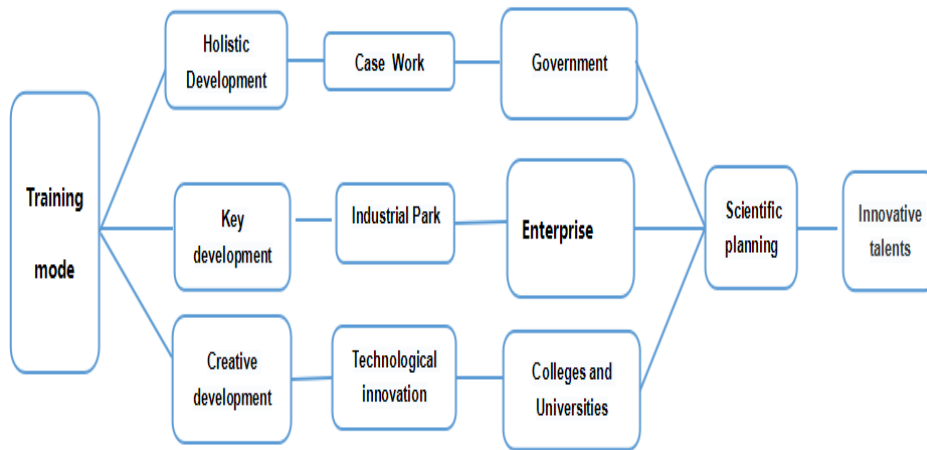 Training
mode
Holistic
Development
Case Work
Government
Key
development
Industrial Park
Enterprise
Creative
development
Technological
innovation
Colleges and
Universities
Scientific
planning
Innovative
talents